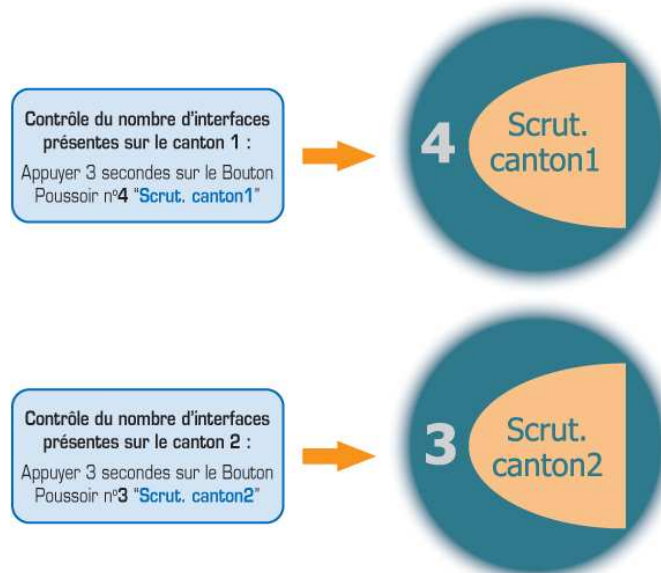 Contrôle du nombre d'interfaces
présentes sur le canton 1 :
Appuyer 3 secondes sur le Bouton
Poussoir nº4 "Scrut. canton1"
4
Scrut.
canton1
Contrôle du nombre d'interfaces
présentes sur le canton 2 :
Appuyer 3 secondes sur le Bouton
Poussoir nº3 "Scrut. canton2"
3
Scrut.
canton2